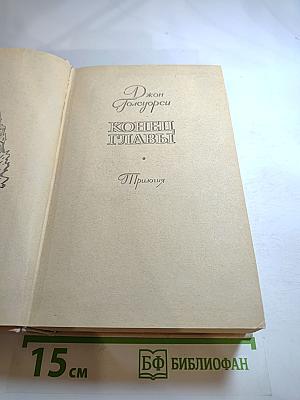 Джон
Голсуорси
КОНЕЦ
ГЛАВЫ
Трилогия
15 см
БФ БИБЛИОФАН